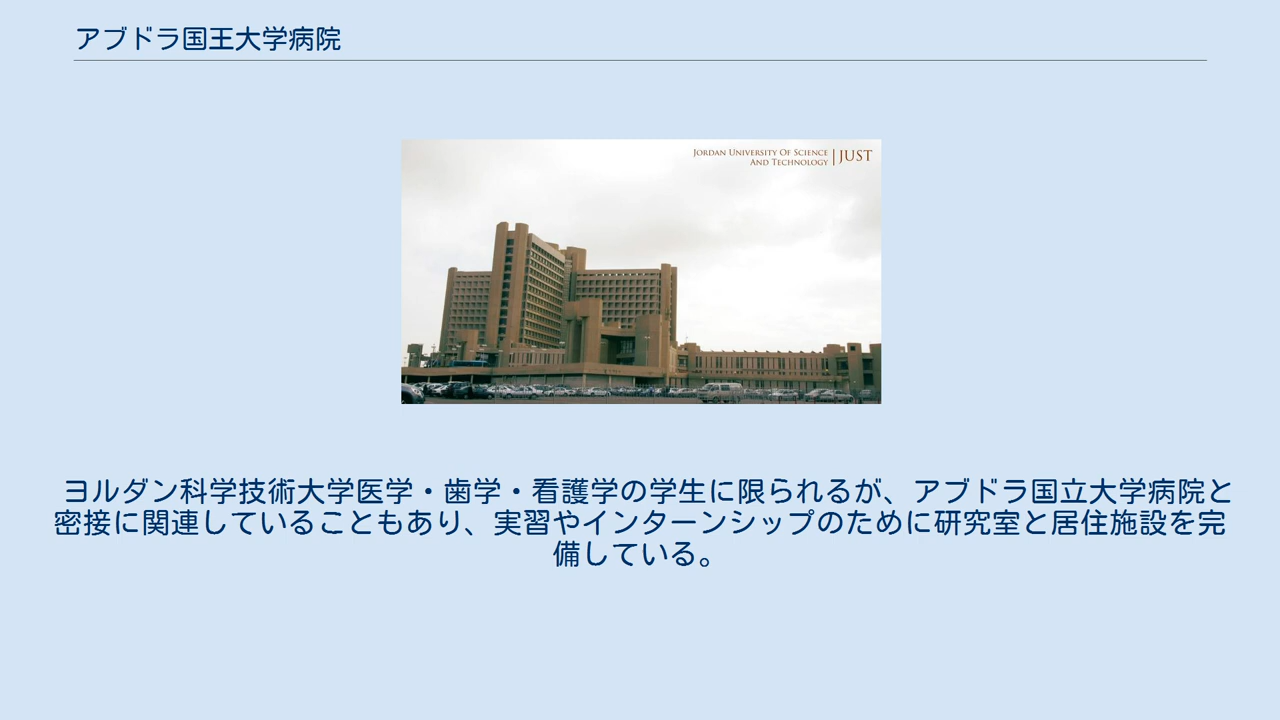 アブドラ国王大学病院
JORDAN UNIVERSITY OF SCIENCE
AND TECHNOLOGY
JUST
ヨルダン科学技術大学医学・歯学・看護学の学生に限られるが、アブドラ国立大学病院と
密接に関連していることもあり、実習やインターンシップのために研究室と居住施設を完
備している。